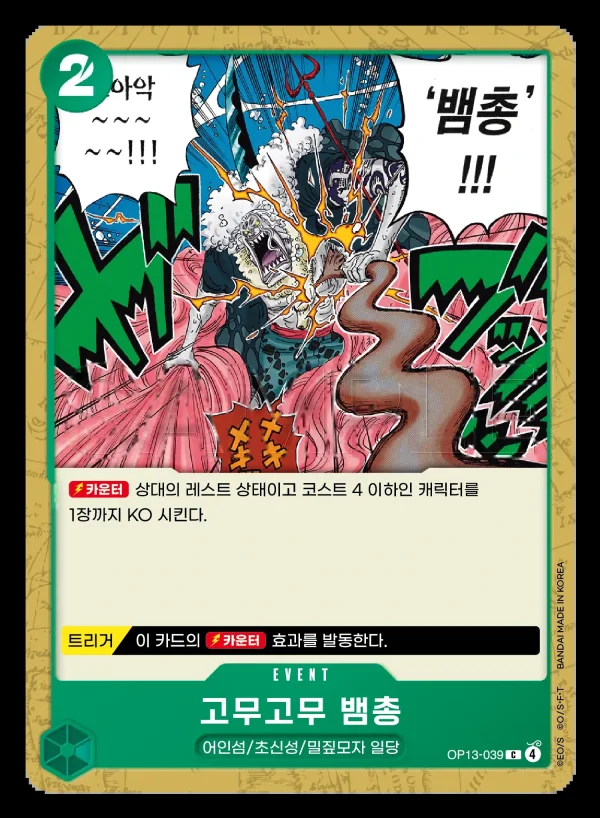 2
아악
~~~
~~!!!
‘뱀총’
!!!
SAMPLE
카운터 상대의 레스트 상태이고 코스트 4 이하인 캐릭터를
1장까지 KO 시킨다.
트리거 이 카드의 카운터 효과를 발동한다.
EVENT
고무고무 뱀총
어인섬/초신성/밀짚모자 일당
OP13-039 C 4
©EO/S ©O/S·F·T BANDAI MADE IN KOREA